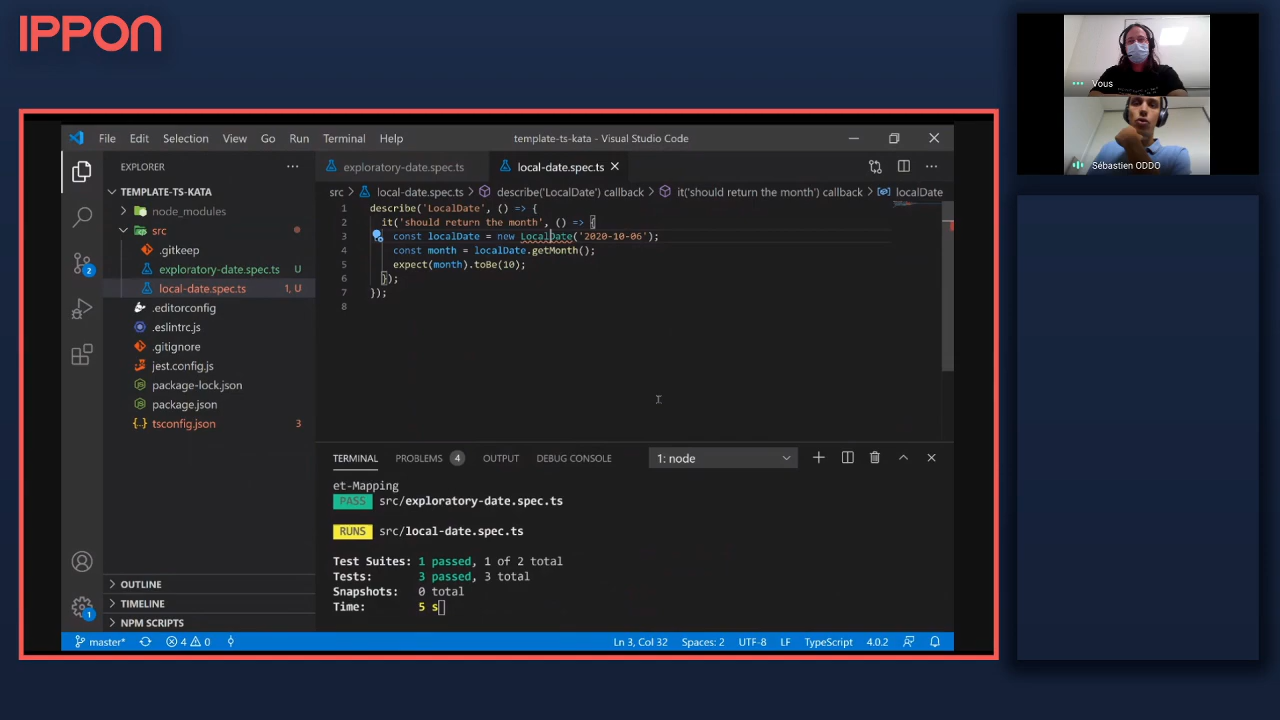 IPPON
Vous
Sébastien ODDO
File Edit Selection View Go Run Terminal Help
template-ts-kata - Visual Studio Code
EXPLORER
exploratory-date.spec.ts
local-date.spec.ts
TEMPLATE-TS-KATA
src > local-date.spec.ts > describe('LocalDate') callback > it('should return the month') callback > localDate
node_modules
src
.gitkeep
exploratory-date.spec.ts U
local-date.spec.ts 1, U
.editorconfig
.eslintrc.js
.gitignore
jest.config.js
package-lock.json
package.json
tsconfig.json 3
OUTLINE
TIMELINE
NPM SCRIPTS
2
1
1 describe('LocalDate', () => {
2 it('should return the month', () => {
3 const localDate = new LocalDate('2020-10-06');
4 const month = localDate.getMonth();
5 expect(month).toBe(10);
6 });
7 });
8
TERMINAL PROBLEMS 4 OUTPUT DEBUG CONSOLE 1: node
et-Mapping
PASS src/exploratory-date.spec.ts
RUNS src/local-date.spec.ts
Test Suites: 1 passed, 1 of 2 total
Tests: 3 passed, 3 total
Snapshots: 0 total
Time: 5 s
master* 4 0 Ln 3, Col 32 Spaces: 2 UTF-8 LF TypeScript 4.0.2